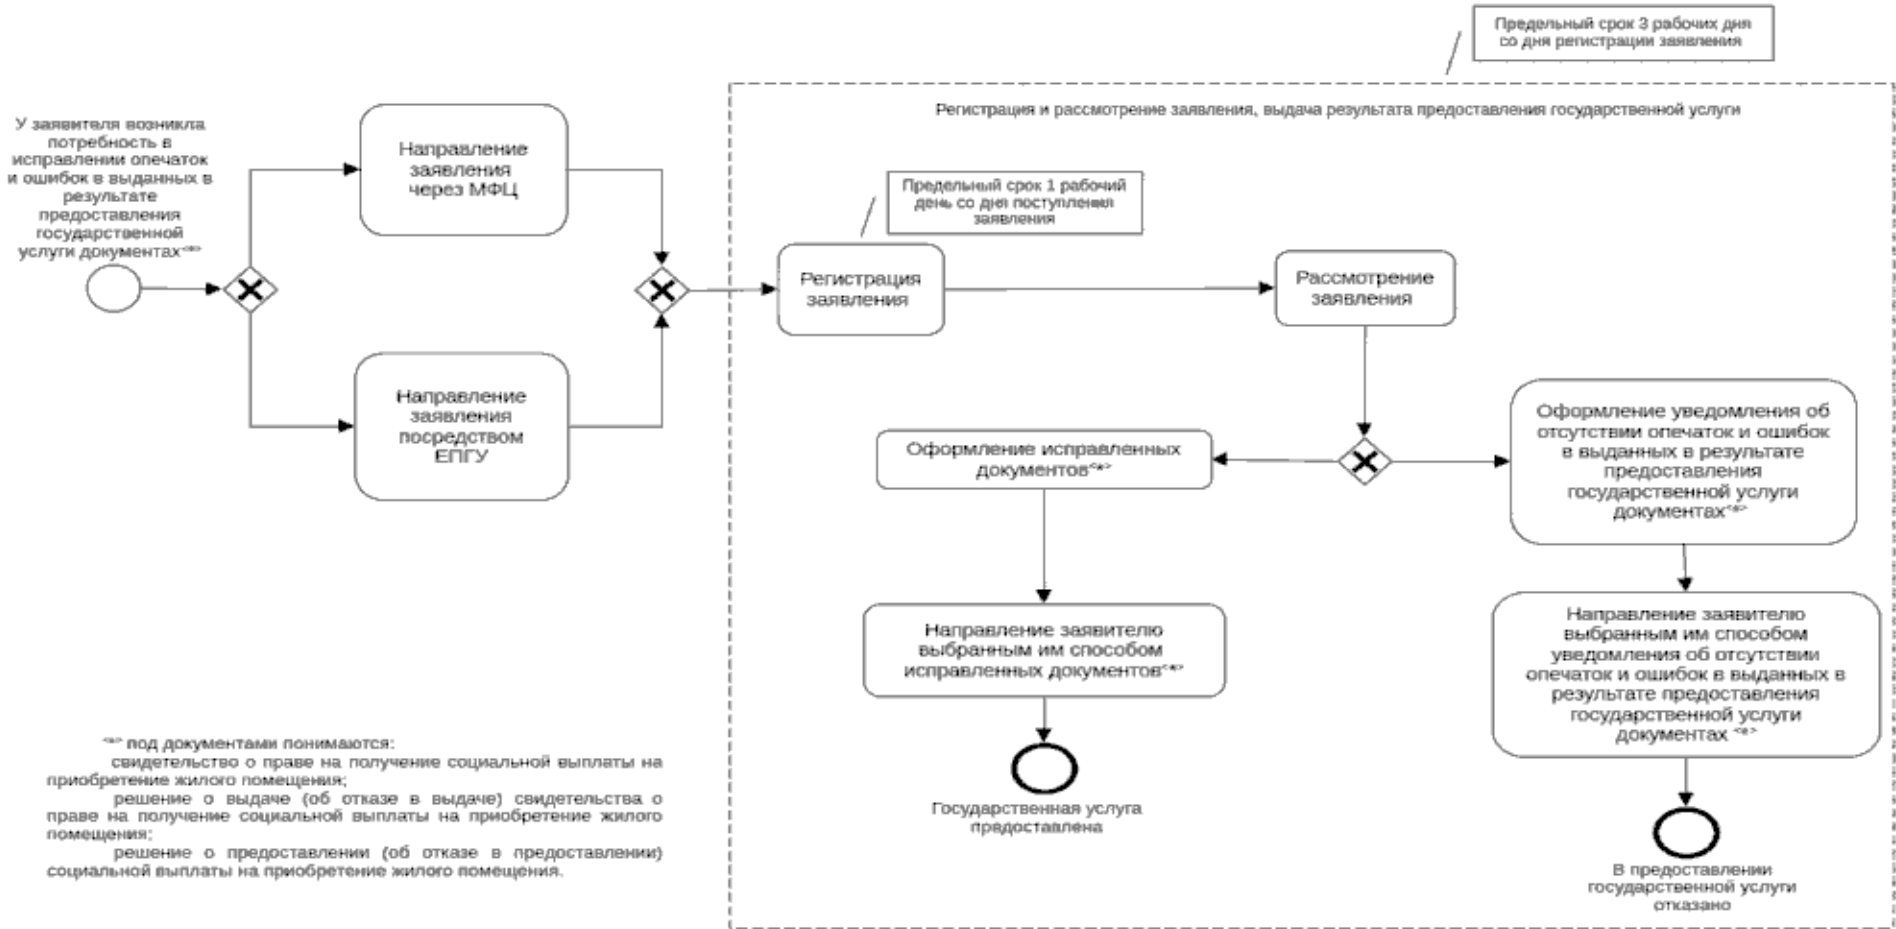 Предельный срок 3 рабочих дня
со дня регистрации заявления
Регистрация и рассмотрение заявления, выдача результата предоставления государственной услуги
У заявителя возникла
потребность в
исправлении опечаток
и ошибок в выданных в
результате
предоставления
государственной
услуги документах<*>
Направление
заявления
через МФЦ
Направление
заявления
посредством
ЕПГУ
Предельный срок 1 рабочий
день со дня поступления
заявления
Регистрация
заявления
Рассмотрение
заявления
Оформление исправленных
документов<*>
Оформление уведомления об
отсутствии опечаток и ошибок
в выданных в результате
предоставления
государственной услуги
документах<*>
Направление заявителю
выбранным им способом
исправленных документов<*>
Направление заявителю
выбранным им способом
уведомления об отсутствии
опечаток и ошибок в выданных в
результате предоставления
государственной услуги
документах <*>
Государственная услуга
предоставлена
В предоставлении
государственной услуги
отказано
<*> под документами понимаются:
свидетельство о праве на получение социальной выплаты на
приобретение жилого помещения;
решение о выдаче (об отказе в выдаче) свидетельства о
праве на получение социальной выплаты на приобретение жилого
помещения;
решение о предоставлении (об отказе в предоставлении)
социальной выплаты на приобретение жилого помещения.